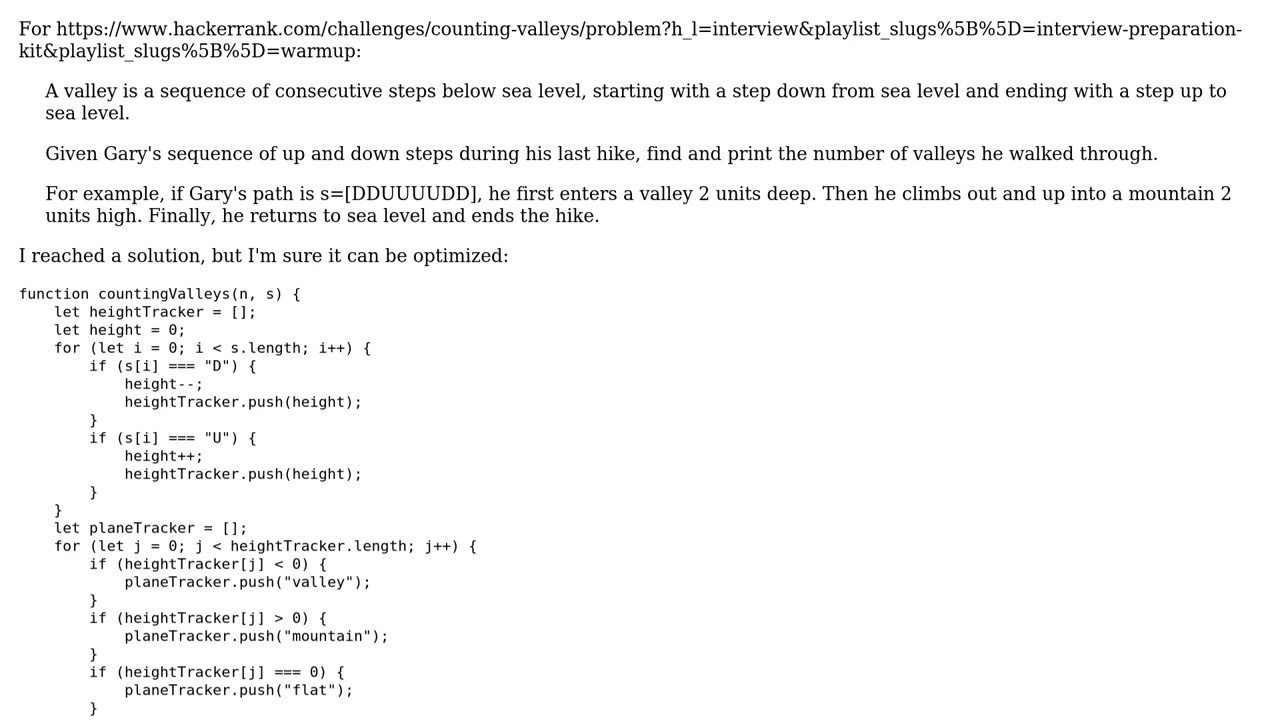 For https://www.hackerrank.com/challenges/counting-valleys/problem?h_l=interview&playlist_slugs%5B%5D=interview-preparation-
kit&playlist_slugs%5B%5D=warmup:
A valley is a sequence of consecutive steps below sea level, starting with a step down from sea level and ending with a step up to
sea level.
Given Gary's sequence of up and down steps during his last hike, find and print the number of valleys he walked through.
For example, if Gary's path is s=[DDUUUUDD], he first enters a valley 2 units deep. Then he climbs out and up into a mountain 2
units high. Finally, he returns to sea level and ends the hike.
I reached a solution, but I'm sure it can be optimized:
function countingValleys(n, s) {
    let heightTracker = [];
    let height = 0;
    for (let i = 0; i < s.length; i++) {
        if (s[i] === "D") {
            height--;
            heightTracker.push(height);
        }
        if (s[i] === "U") {
            height++;
            heightTracker.push(height);
        }
    }
    let planeTracker = [];
    for (let j = 0; j < heightTracker.length; j++) {
        if (heightTracker[j] < 0) {
            planeTracker.push("valley");
        }
        if (heightTracker[j] > 0) {
            planeTracker.push("mountain");
        }
        if (heightTracker[j] === 0) {
            planeTracker.push("flat");
        }